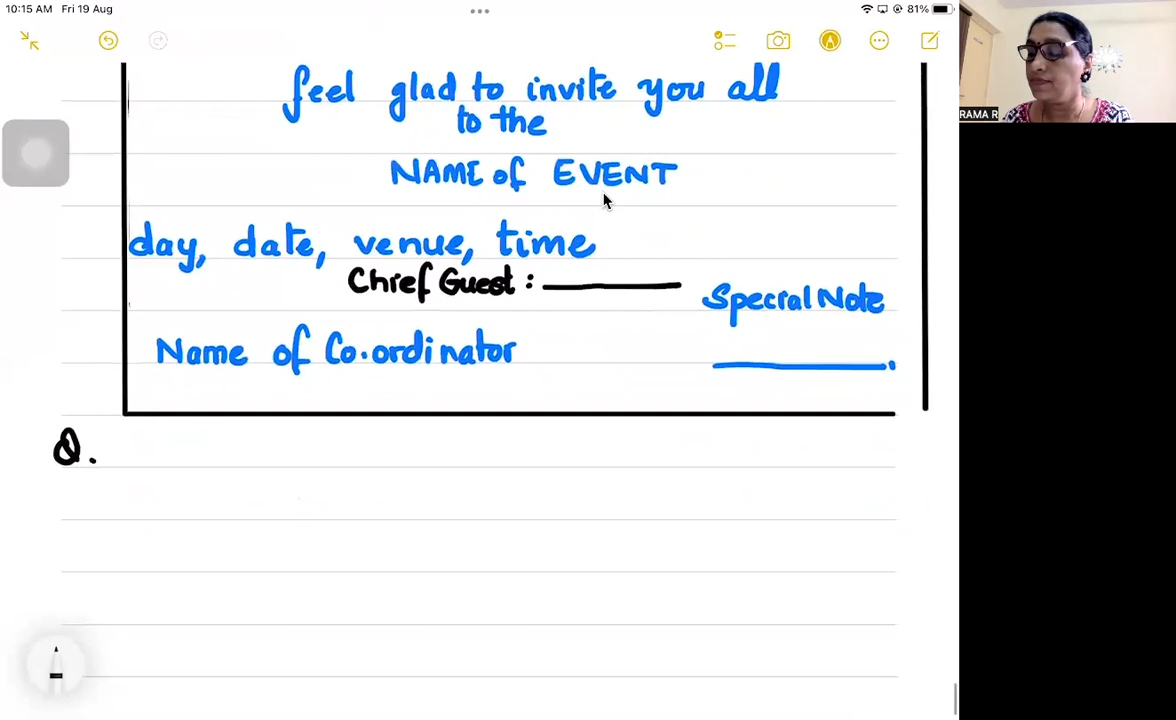 10:15 AM Fri 19 Aug 81%
feel glad to invite you all
to the
NAME of EVENT
day, date, venue, time
Chief Guest :
Special Note
Name of Co.ordinator
Q.
RAMA R